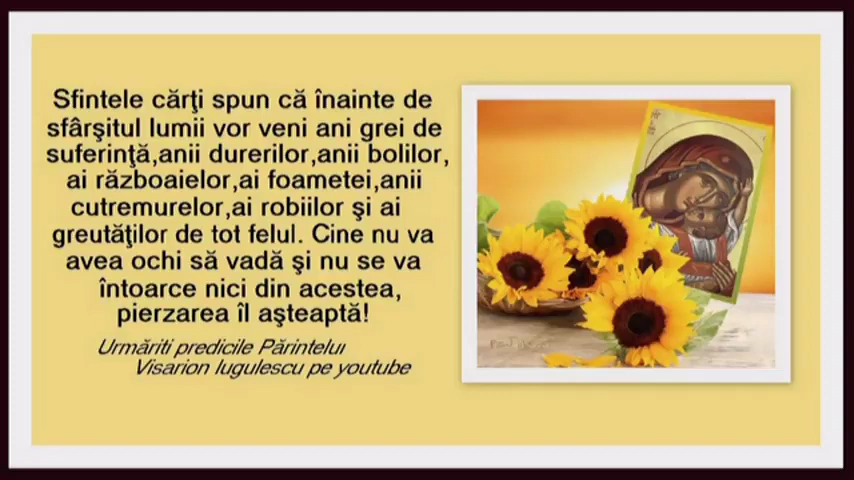 Sfintele cărţi spun că înainte de
sfârşitul lumii vor veni ani grei de
suferinţă,anii durerilor,anii bolilor,
ai războaielor,ai foametei,anii
cutremurelor,ai robiilor şi ai
greutăţilor de tot felul. Cine nu va
avea ochi să vadă şi nu se va
întoarce nici din acestea,
pierzarea îl aşteaptă!
Urmăriti predicile Părintelui
Visarion Iugulescu pe youtube